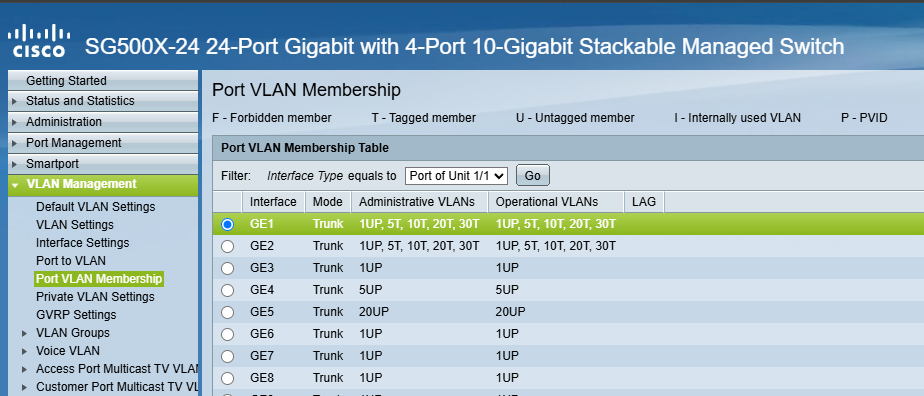 CISCO
SG500X-24 24-Port Gigabit with 4-Port 10-Gigabit Stackable Managed Switch
Getting Started
Status and Statistics
Administration
Port Management
Smartport
VLAN Management
Default VLAN Settings
VLAN Settings
Interface Settings
Port to VLAN
Port VLAN Membership
Private VLAN Settings
GVRP Settings
VLAN Groups
Voice VLAN
Access Port Multicast TV VLAN
Customer Port Multicast TV VL
Port VLAN Membership
F - Forbidden member T - Tagged member U - Untagged member I - Internally used VLAN P - PVID
Port VLAN Membership Table
Filter: Interface Type equals to Port of Unit 1/1 Go
Interface Mode Administrative VLANs Operational VLANs LAG
GE1 Trunk 1UP, 5T, 10T, 20T, 30T 1UP, 5T, 10T, 20T, 30T
GE2 Trunk 1UP, 5T, 10T, 20T, 30T 1UP, 5T, 10T, 20T, 30T
GE3 Trunk 1UP 1UP
GE4 Trunk 5UP 5UP
GE5 Trunk 20UP 20UP
GE6 Trunk 1UP 1UP
GE7 Trunk 1UP 1UP
GE8 Trunk 1UP 1UP